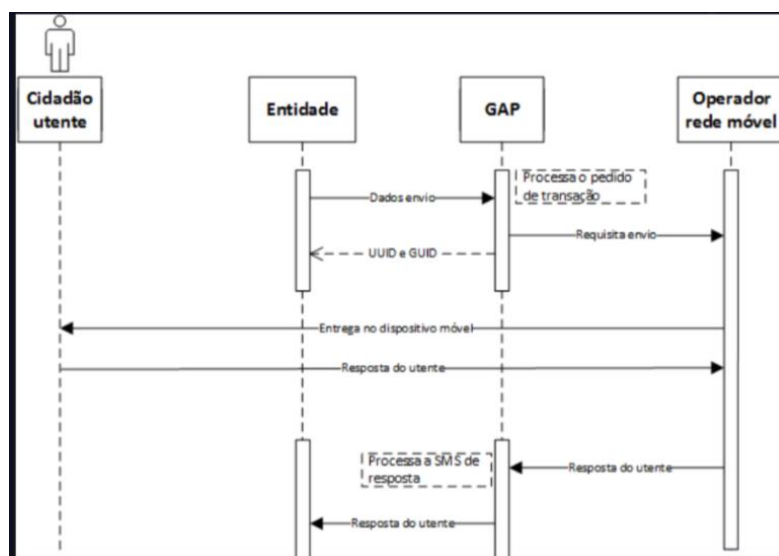 Cidadão
utente
Entidade
GAP
Operador
rede móvel
Processa o pedido
de transação
Dados envio
Requisita envio
UUID e GUID
Entrega no dispositivo móvel
Resposta do utente
Processa a SMS de
resposta
Resposta do utente
Resposta do utente